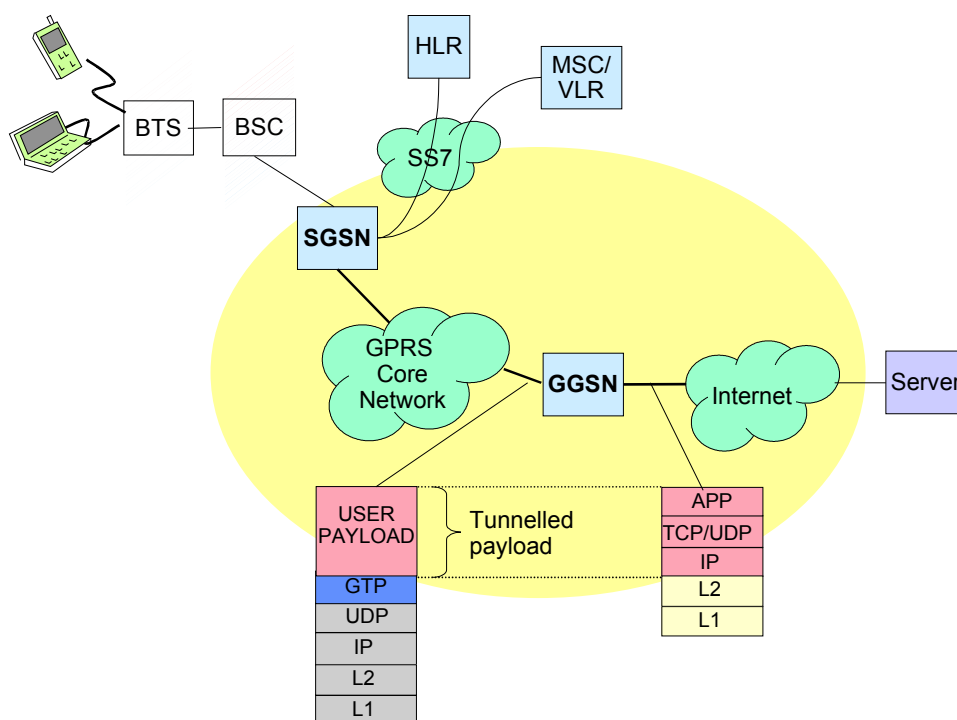 HLR
MSC/
VLR
BTS
BSC
SS7
SGSN
GPRS
Core
Network
GGSN
Internet
Server
USER
PAYLOAD
GTP
UDP
IP
L2
L1
Tunnelled
payload
APP
TCP/UDP
IP
L2
L1